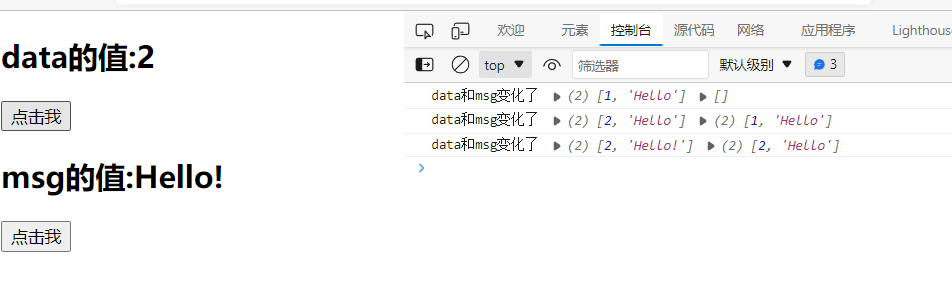 data的值:2
点击我
msg的值:Hello!
点击我
欢迎 元素 控制台 源代码 网络 应用程序 Lighthouse
top 筛选器 默认级别 3
data和msg变化了 (2) [1, 'Hello'] []
data和msg变化了 (2) [2, 'Hello'] (2) [1, 'Hello']
data和msg变化了 (2) [2, 'Hello!'] (2) [2, 'Hello']